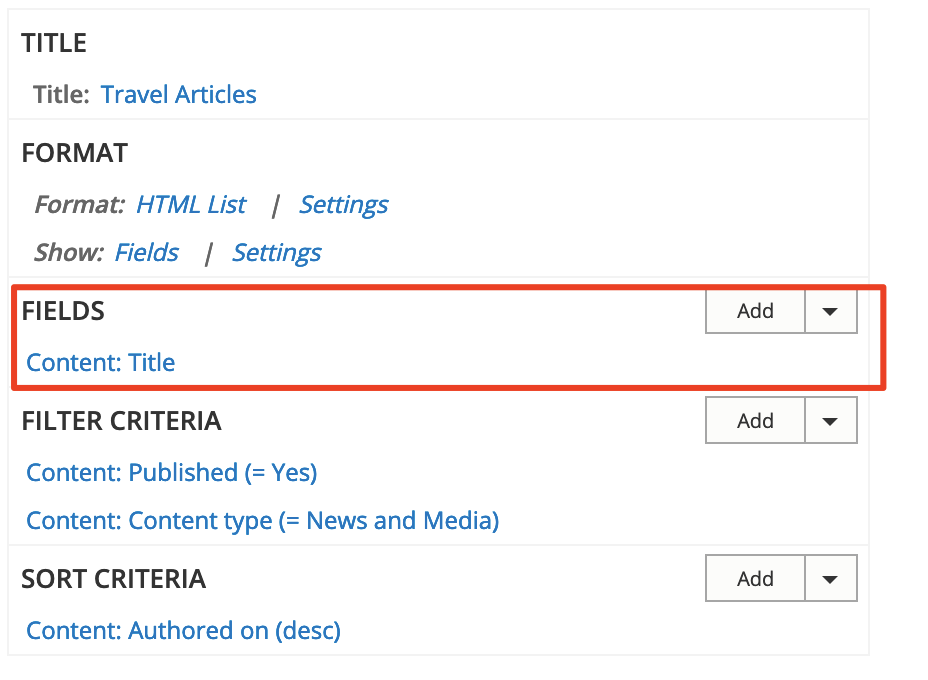 TITLE
Title: Travel Articles
FORMAT
Format: HTML List | Settings
Show: Fields | Settings
FIELDS Add
Content: Title
FILTER CRITERIA Add
Content: Published (= Yes)
Content: Content type (= News and Media)
SORT CRITERIA Add
Content: Authored on (desc)